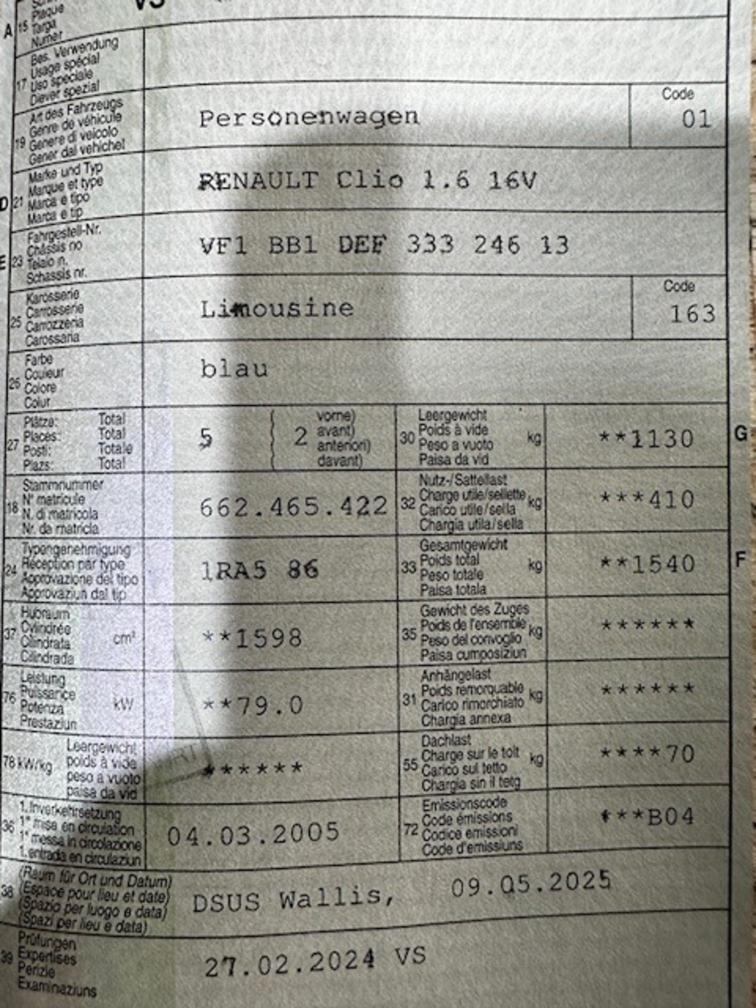 VS
A 15 Plaque
Targa
Numer
Bes. Verwendung
Usage spécial
17 Uso speciale
Diever spezial
Art des Fahrzeugs
Genre de véhicule
19 Genere di veicolo
Gener dal vehichel
Personenwagen
Code
01
Marke und Typ
D 21 Marque et type
Marca e tipo
Marca e tip
RENAULT Clio 1.6 16V
Fahrgestell-Nr.
Châssis no
E 23 Telaio n.
Schassis nr.
VF1 BB1 DEF 333 246 13
Karosserie
Carrosserie
25 Carrozzeria
Carossaria
Limousine
Code
163
Farbe
Couleur
26 Colore
Colur
blau
Plätze: Total
27 Places: Total
Posti: Totale
Plazs: Total
5 ( 2 vorne)
avant)
anteriori)
davant)
Leergewicht
30 Poids à vide kg
Peso a vuoto
Paisa da vid
**1130
G
Stammnummer
18 N° matricule
N. di matricola
Nr. da matricla
662.465.422
Nutz-/Sattellast
32 Charge utile/sellette kg
Carico utile/sella
Chargia utila/sella
***410
Typengenehmigung
24 Réception par type
Approvazione del tipo
Approvaziun dal tip
1RA5 86
Gesamtgewicht
33 Poids total kg
Peso totale
Paisa totala
**1540
F
Hubraum
37 Cylindrée cm³
Cilindrata
Cilindrada
**1598
Gewicht des Zuges
35 Poids de l'ensemble kg
Peso del convoglio
Paisa cumposiziun
******
Leistung
76 Puissance kW
Potenza
Prestaziun
**79.0
Anhängelast
31 Poids remorquable kg
Carico rimorchiato
Chargia annexa
******
Leergewicht
78 kW/kg poids à vide
peso a vuoto
paisa da vid
******
Dachlast
55 Charge sur le toit kg
Carico sul tetto
Chargia sin il tetg
****70
1. Inverkehrsetzung
36 1re mise en circulation
1a messa in circolazione
1. entrada en circulaziun
04.03.2005
Emissionscode
72 Code émissions
Codice emissioni
Code d'emissiuns
***B04
(Raum für Ort und Datum)
38 (Espace pour lieu et date)
(Spazio per luogo e data)
(Spazi per lieu e data)
DSUS Wallis, 09.05.2025
Prüfungen
39 Expertises
Perizie
Examinaziuns
27.02.2024 VS